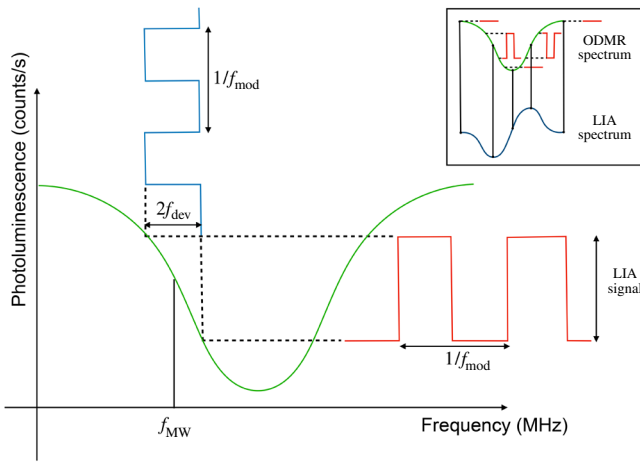 ODMR
spectrum
LIA
spectrum
1/f_mod
Photoluminescence (counts/s)
2f_dev
LIA
signal
1/f_mod
f_MW
Frequency (MHz)